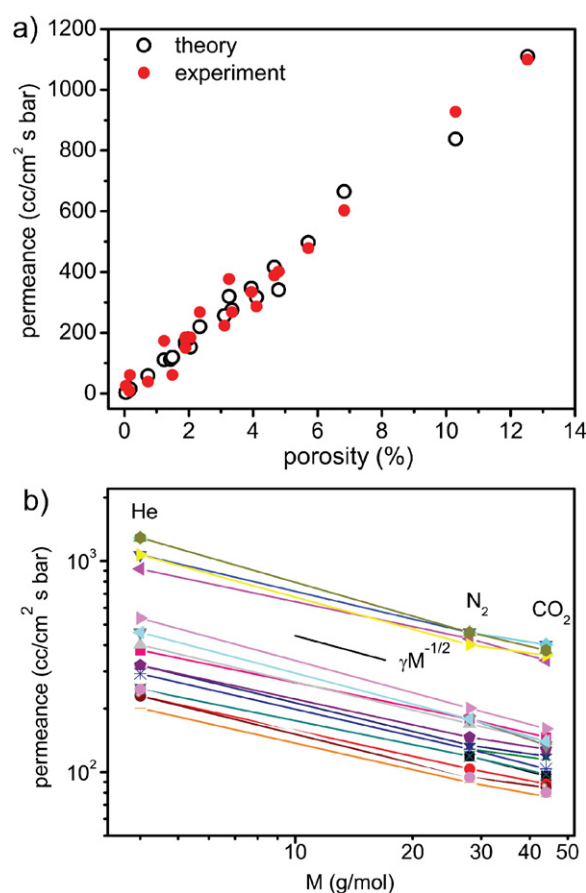 a)
1200
theory
experiment
1000
800
600
400
200
0
permeance (cc/cm² s bar)
0 2 4 6 8 10 12 14
porosity (%)
b)
He
N₂
CO₂
10³
γM⁻¹/²
10²
permeance (cc/cm² s bar)
10 20 30 40 50
M (g/mol)